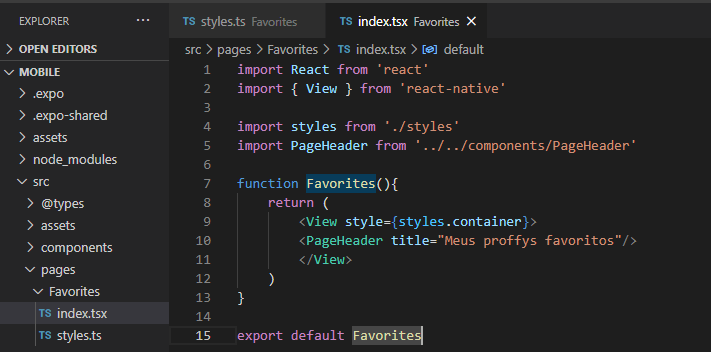 EXPLORER ···
OPEN EDITORS
MOBILE
.expo
.expo-shared
assets
node_modules
src
@types
assets
components
pages
Favorites
TS index.tsx
TS styles.ts
TS styles.ts Favorites
TS index.tsx Favorites ×
src > pages > Favorites > TS index.tsx > default
1 import React from 'react'
2 import { View } from 'react-native'
3
4 import styles from './styles'
5 import PageHeader from '../../components/PageHeader'
6
7 function Favorites(){
8 return (
9 <View style={styles.container}>
10 <PageHeader title="Meus proffys favoritos"/>
11 </View>
12 )
13 }
14
15 export default Favorites